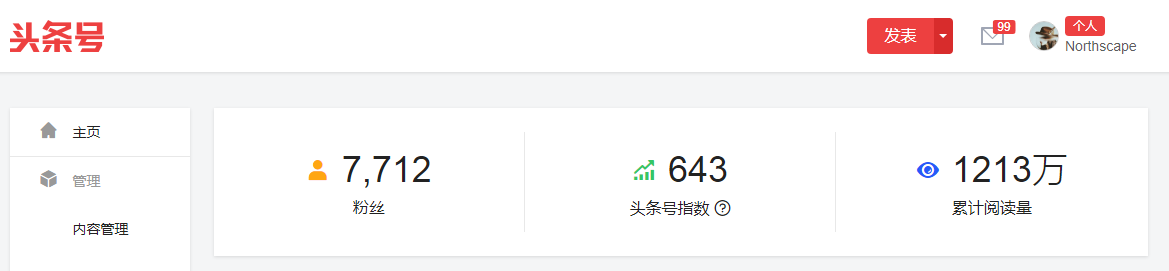 头条号
发表
99
个人
Northscape
主页
管理
内容管理
7,712
粉丝
643
头条号指数 ?
1213万
累计阅读量